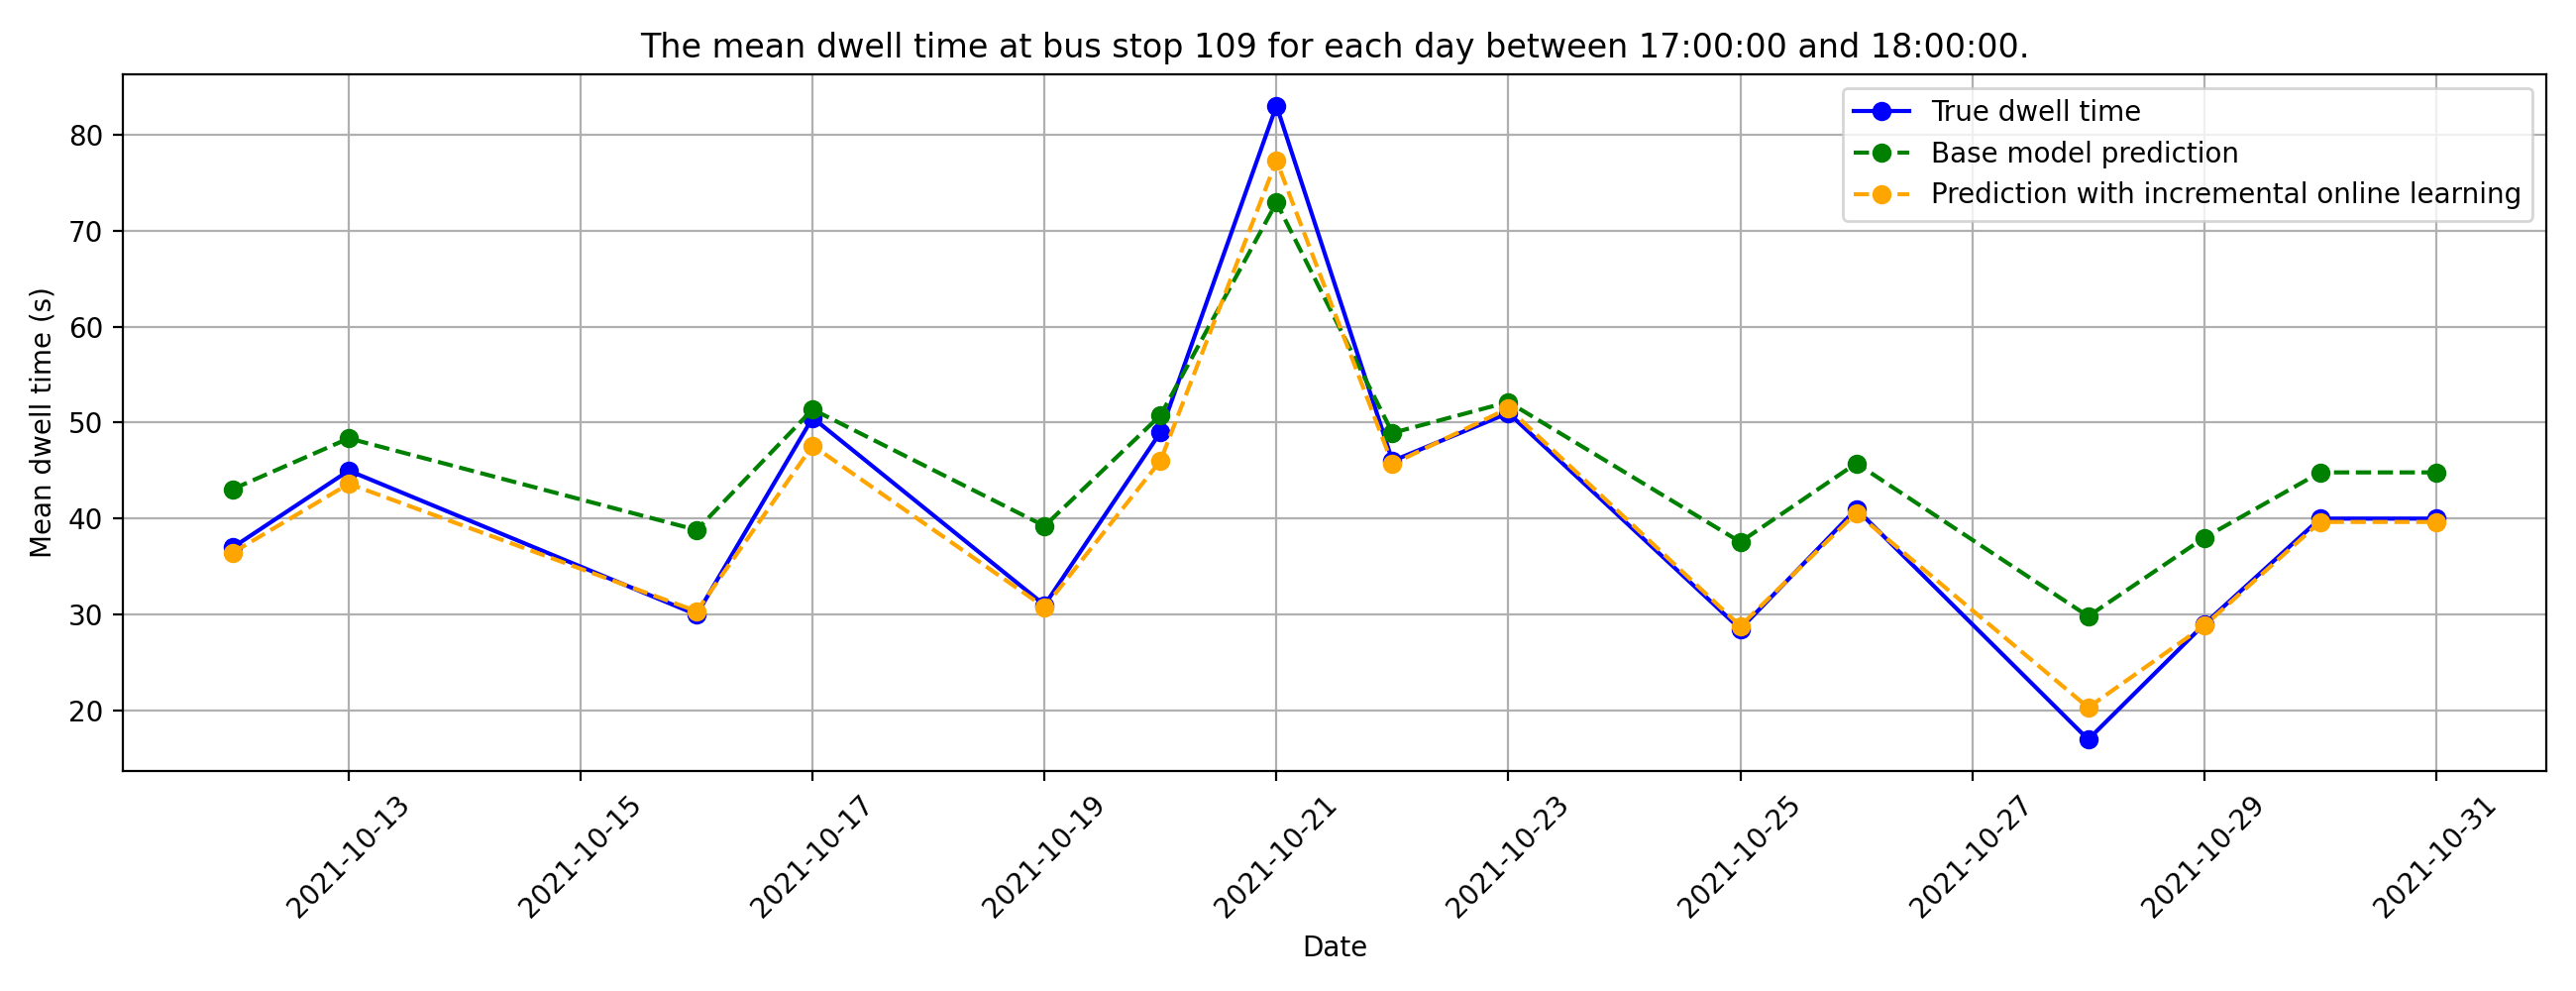 The mean dwell time at bus stop 109 for each day between 17:00:00 and 18:00:00.
True dwell time
Base model prediction
Prediction with incremental online learning
Mean dwell time (s)
80
70
60
50
40
30
20
2021-10-13
2021-10-15
2021-10-17
2021-10-19
2021-10-21
2021-10-23
2021-10-25
2021-10-27
2021-10-29
2021-10-31
Date